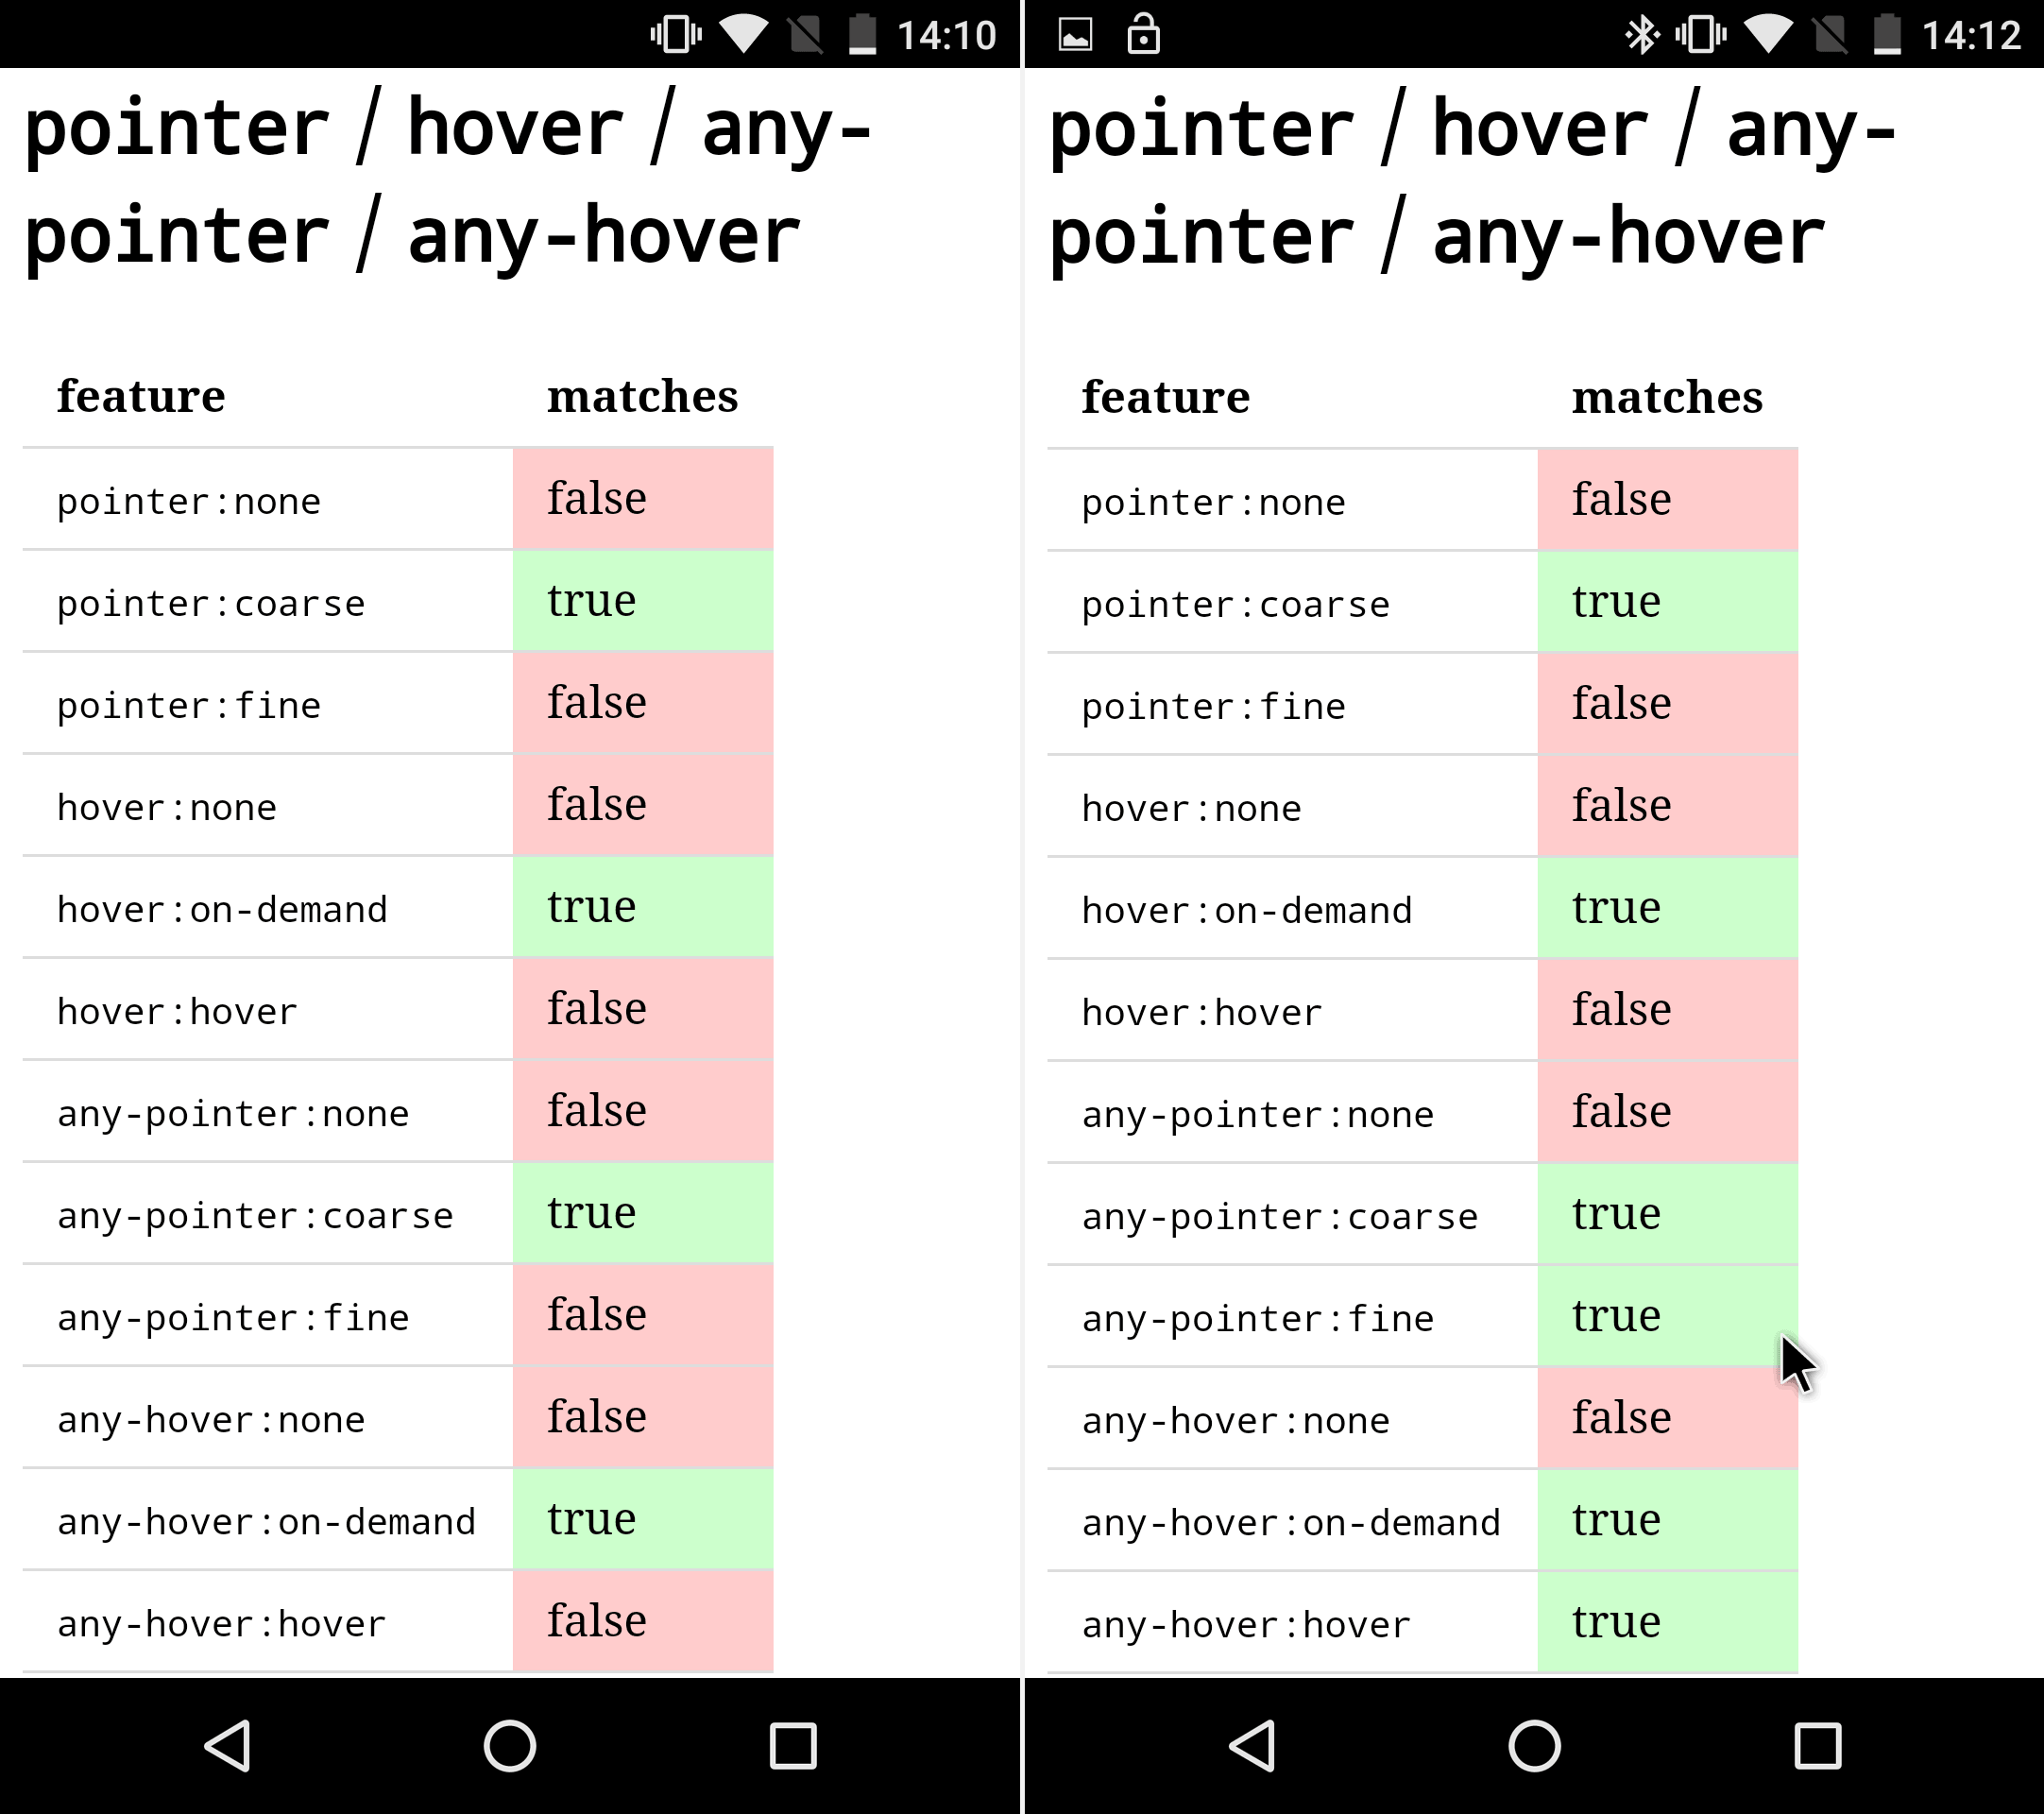 14:10
pointer / hover / any-
pointer / any-hover
feature matches
pointer:none false
pointer:coarse true
pointer:fine false
hover:none false
hover:on-demand true
hover:hover false
any-pointer:none false
any-pointer:coarse true
any-pointer:fine false
any-hover:none false
any-hover:on-demand true
any-hover:hover false
14:12
pointer / hover / any-
pointer / any-hover
feature matches
pointer:none false
pointer:coarse true
pointer:fine false
hover:none false
hover:on-demand true
hover:hover false
any-pointer:none false
any-pointer:coarse true
any-pointer:fine true
any-hover:none false
any-hover:on-demand true
any-hover:hover true